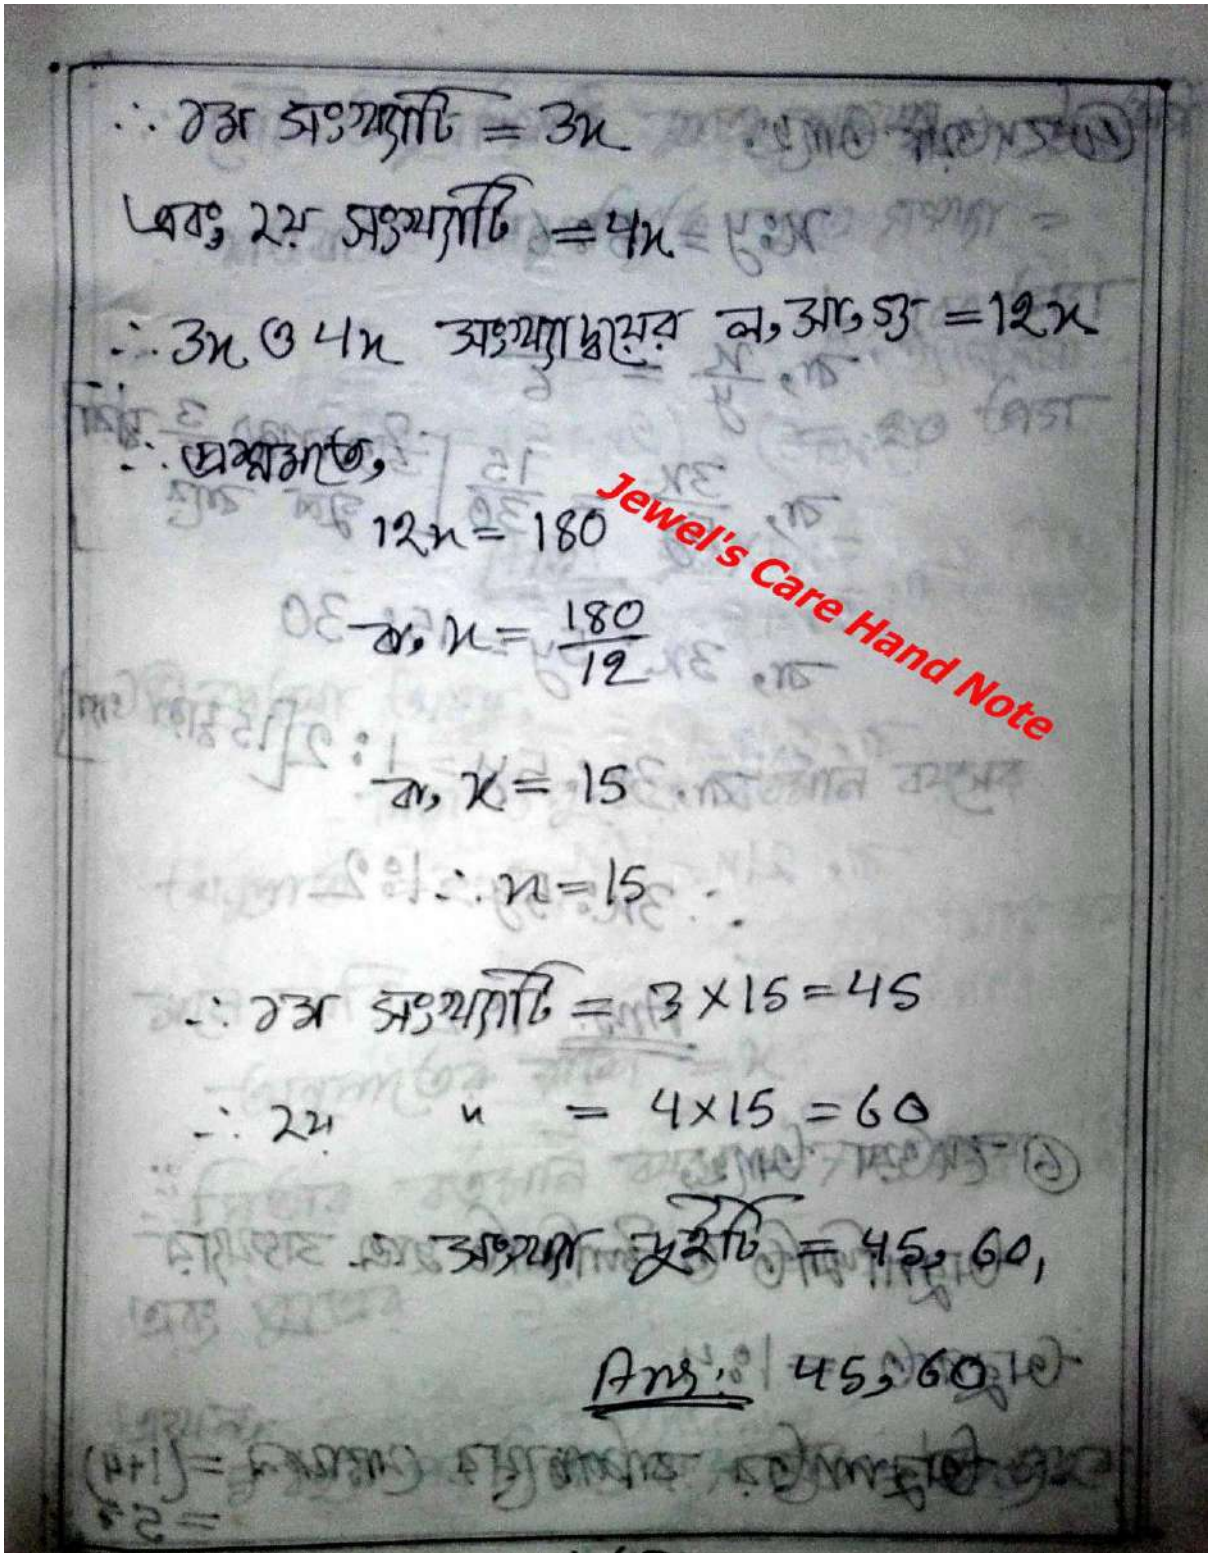 ∴ ১ম সংখ্যাটি = 3x
এবং ২য় সংখ্যাটি = 4x
∴ 3x ও 4x সংখ্যাদ্বয়ের ল,সা,গু = 12x
∴ প্রশ্নমতে,
12x = 180
বা, x = 180/12
বা, x = 15
∴ x = 15
∴ ১ম সংখ্যাটি = 3 × 15 = 45
∴ ২য় " = 4 × 15 = 60
∴ সংখ্যা দুইটি = 45, 60,
Ans: 45, 60।
Jewel's Care Hand Note